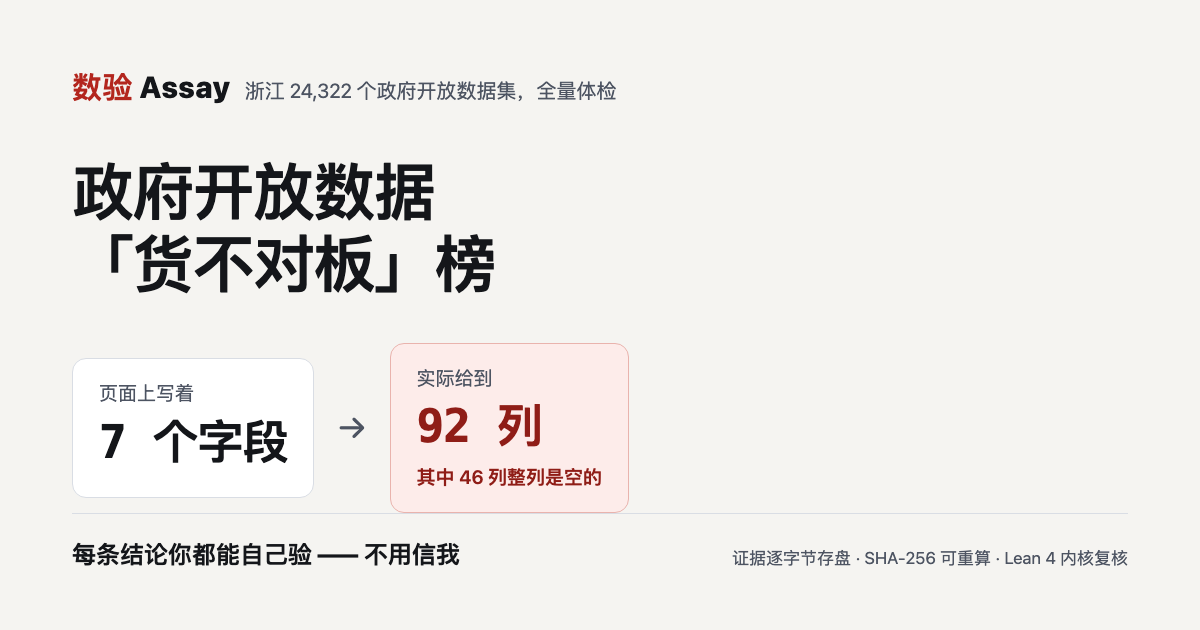 数验 Assay 浙江 24,322 个政府开放数据集，全量体检
政府开放数据
「货不对板」榜
页面上写着
7 个字段
→
实际给到
92 列
其中 46 列整列是空的
每条结论你都能自己验 —— 不用信我
证据逐字节存盘 · SHA-256 可重算 · Lean 4 内核复核